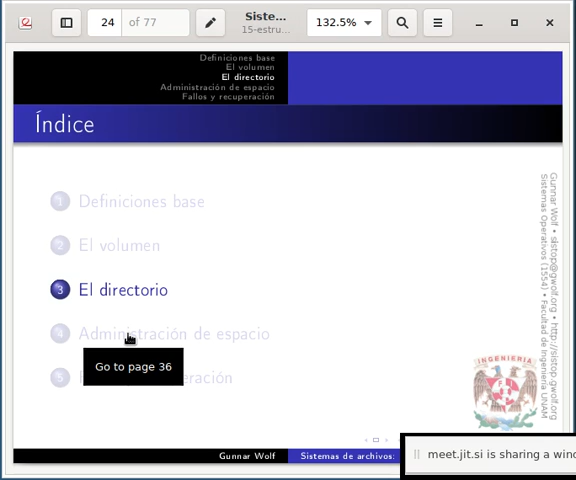 24 of 77
Siste...
15-estru...
132.5%
Definiciones base
El volumen
El directorio
Administración de espacio
Fallos y recuperación
Índice
1 Definiciones base
2 El volumen
3 El directorio
4 Administración de espacio
Go to page 36
5 F eración
Gunnar Wolf • sistop@gwolf.org • http://sistop.gwolf.org
Sistemas Operativos (1554) • Facultad de Ingeniería UNAM
INGENIERIA
Gunnar Wolf
Sistemas de archivos:
meet.jit.si is sharing a wind